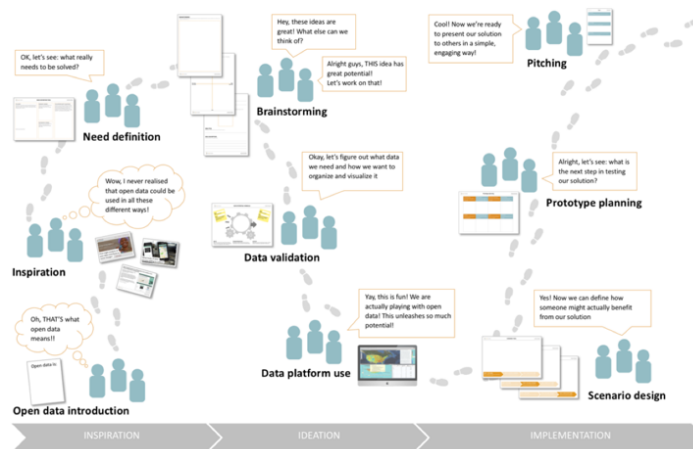 Hey, these ideas are
great! What else can we
think of?
Cool! Now we're ready
to present our solution
to others in a simple,
engaging way!
Pitching
OK, let's see: what really
needs to be solved?
Alright guys, THIS idea has
great potential!
Let's work on that!
Brainstorming
Need definition
Okay, let's figure out what data
we need and how we want to
organize and visualize it
Alright, let's see: what is
the next step in testing
our solution?
Prototype planning
Wow, I never realised
that open data could be
used in all these
different ways!
Inspiration
Data validation
Oh, THAT'S what
open data
means!!
Yay, this is fun! We are
actually playing with open
data! This unleashes so much
potential!
Yes! Now we can define how
someone might actually benefit
from our solution
Open data is:
Data platform use
Scenario design
Open data introduction
INSPIRATION
IDEATION
IMPLEMENTATION